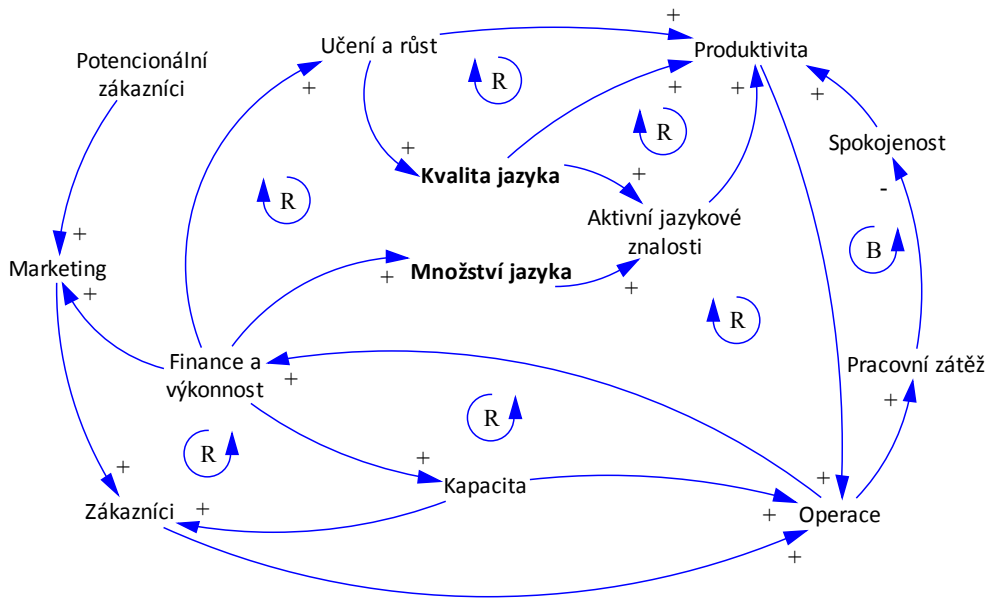 +
Učení a růst
Produktivita
Potencionální
zákazníci
+
R
+
+
+
R
+
Spokojenost
Kvalita jazyka
+
-
R
Aktivní jazykové
znalosti
+
B
Marketing
Množství jazyka
+
+
+
R
Finance a
výkonnost
+
Pracovní zátěž
+
R
R
+
+
+
Kapacita
Zákazníci
+
+
Operace
+